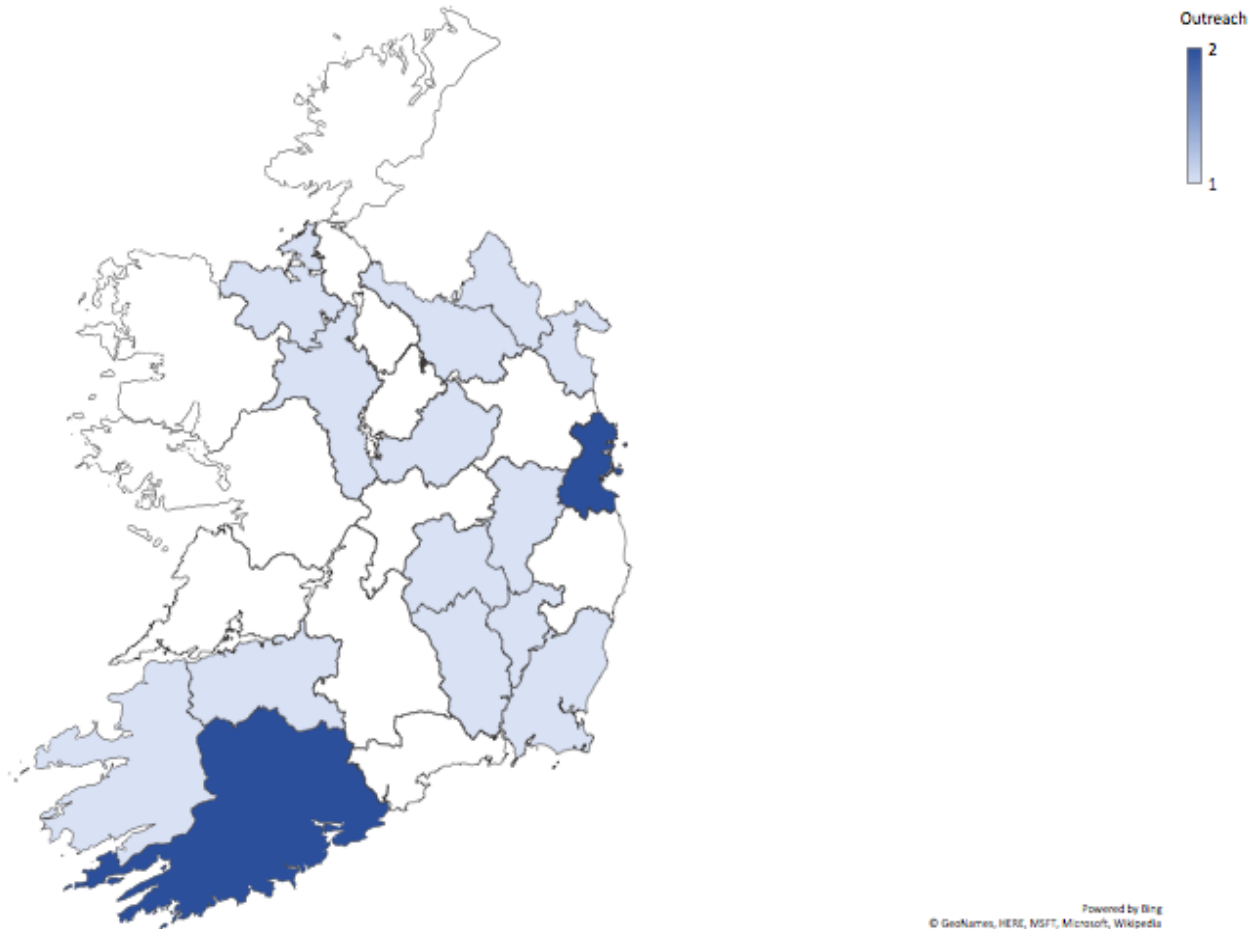 Outreach
2
1
Powered by Bing
© GeoNames, HERE, MSFT, Microsoft, Wikipedia